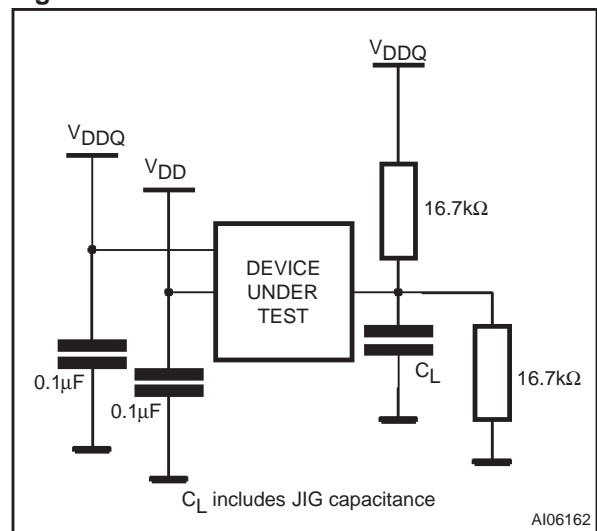 VDDQ
VDDQ
VDD
16.7kΩ
DEVICE
UNDER
TEST
0.1µF
0.1µF
CL
16.7kΩ
CL includes JIG capacitance
AI06162